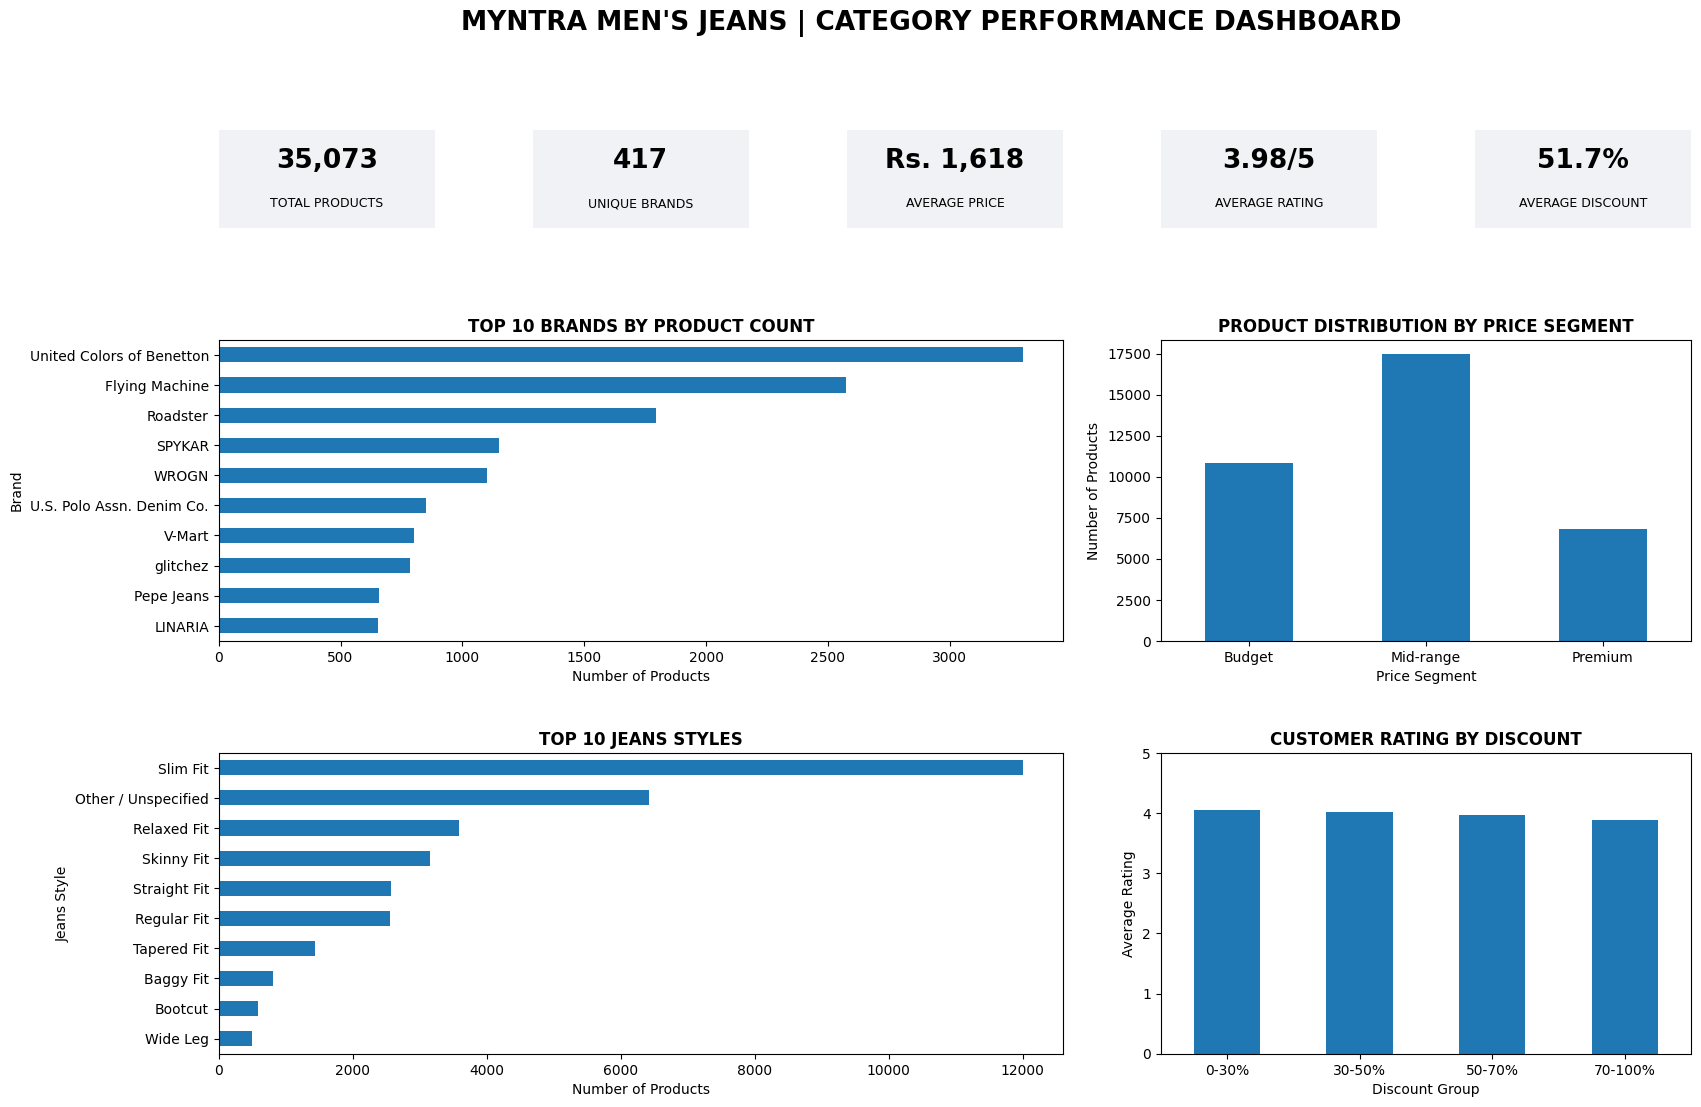 MYNTRA MEN'S JEANS | CATEGORY PERFORMANCE DASHBOARD
35,073
TOTAL PRODUCTS
417
UNIQUE BRANDS
Rs. 1,618
AVERAGE PRICE
3.98/5
AVERAGE RATING
51.7%
AVERAGE DISCOUNT
TOP 10 BRANDS BY PRODUCT COUNT
Brand
United Colors of Benetton
Flying Machine
Roadster
SPYKAR
WROGN
U.S. Polo Assn. Denim Co.
V-Mart
glitchez
Pepe Jeans
LINARIA
0 500 1000 1500 2000 2500 3000
Number of Products
PRODUCT DISTRIBUTION BY PRICE SEGMENT
Number of Products
17500
15000
12500
10000
7500
5000
2500
0
Budget Mid-range Premium
Price Segment
TOP 10 JEANS STYLES
Jeans Style
Slim Fit
Other / Unspecified
Relaxed Fit
Skinny Fit
Straight Fit
Regular Fit
Tapered Fit
Baggy Fit
Bootcut
Wide Leg
0 2000 4000 6000 8000 10000 12000
Number of Products
CUSTOMER RATING BY DISCOUNT
Average Rating
5
4
3
2
1
0
0-30% 30-50% 50-70% 70-100%
Discount Group